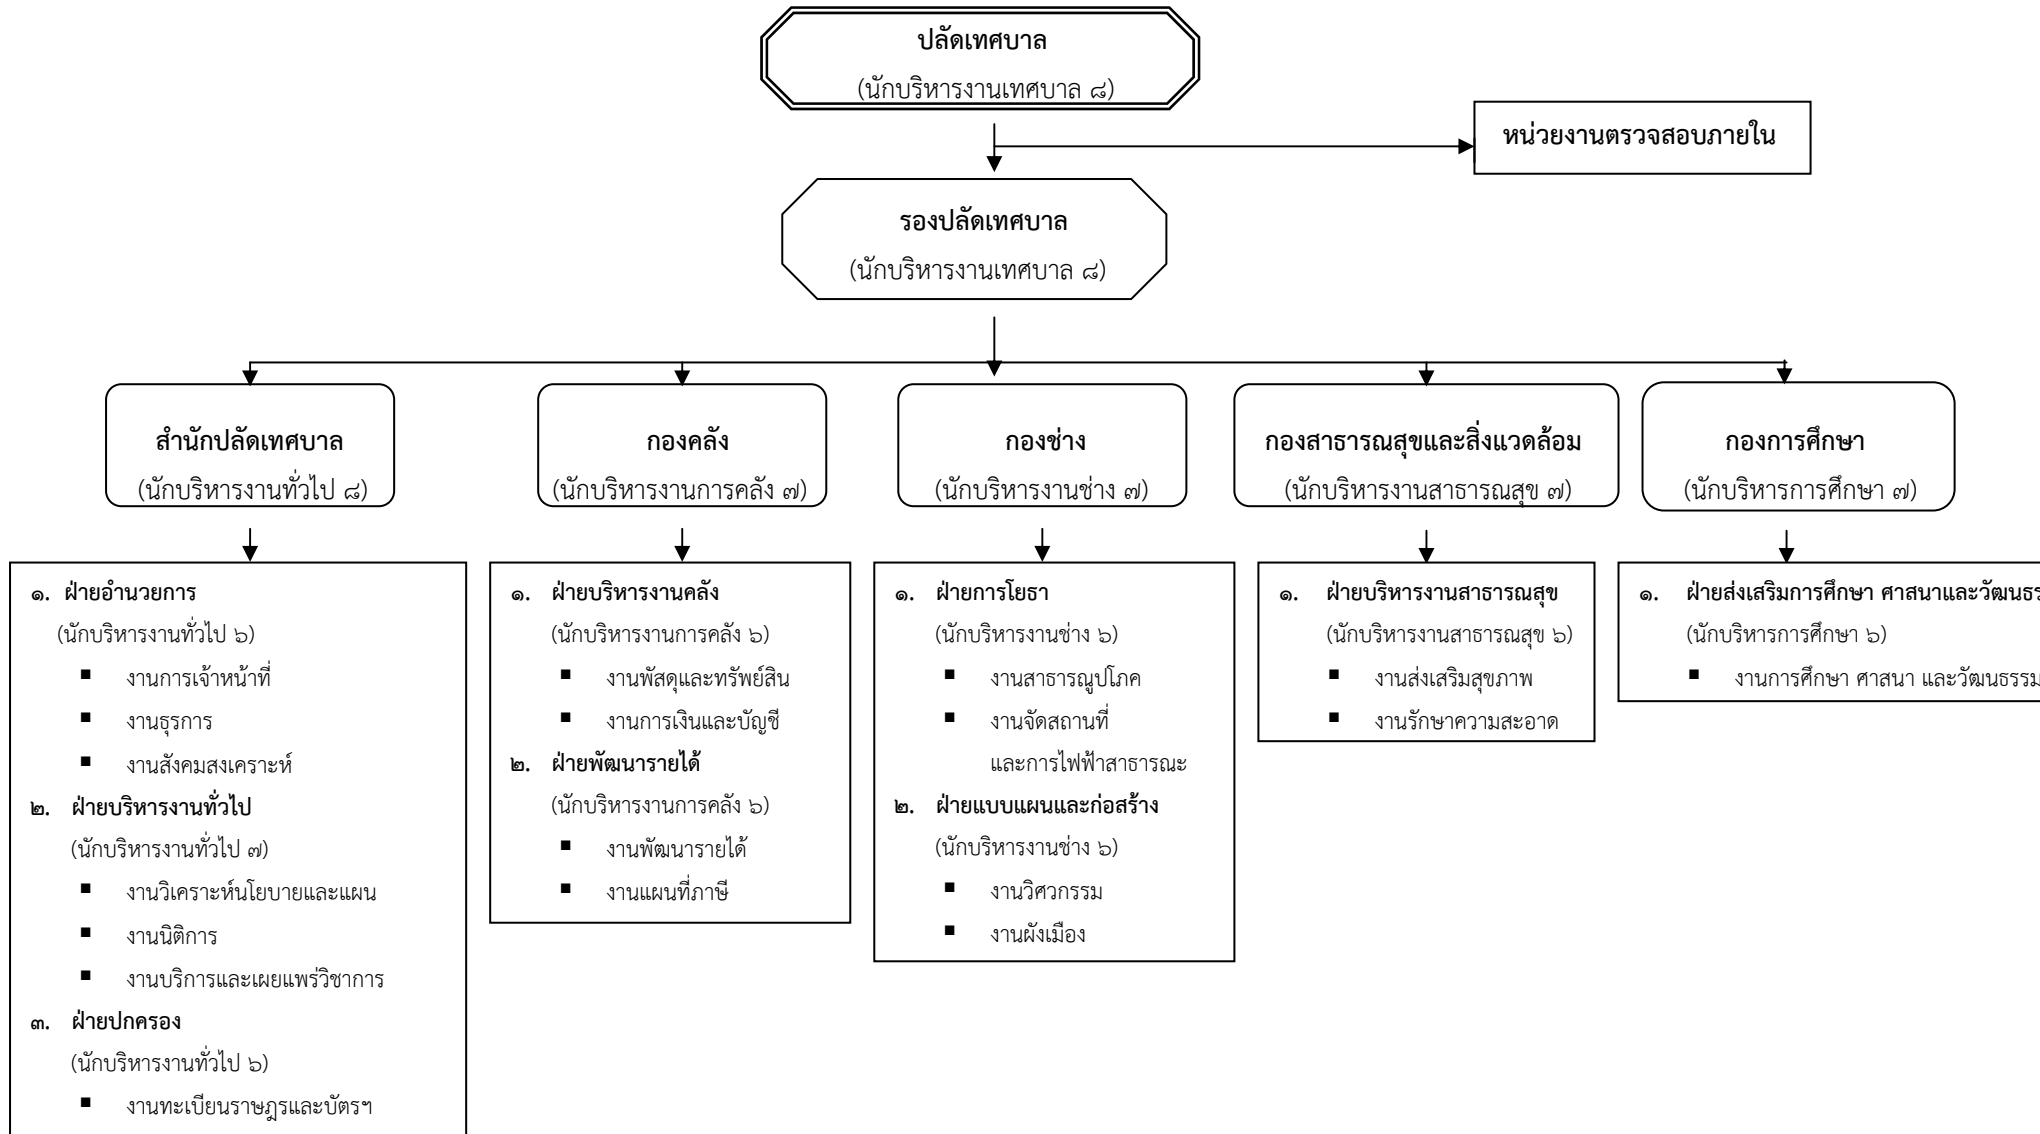 ปลัดเทศบาล
(นักบริหารงานเทศบาล ๘)
หน่วยงานตรวจสอบภายใน
รองปลัดเทศบาล
(นักบริหารงานเทศบาล ๘)
สำนักปลัดเทศบาล
(นักบริหารงานทั่วไป ๘)
กองคลัง
(นักบริหารงานการคลัง ๗)
กองช่าง
(นักบริหารงานช่าง ๗)
กองสาธารณสุขและสิ่งแวดล้อม
(นักบริหารงานสาธารณสุข ๗)
กองการศึกษา
(นักบริหารการศึกษา ๗)
๑. ฝ่ายอำนวยการ
(นักบริหารงานทั่วไป ๖)
▪ งานการเจ้าหน้าที่
▪ งานธุรการ
▪ งานสังคมสงเคราะห์
๒. ฝ่ายบริหารงานทั่วไป
(นักบริหารงานทั่วไป ๗)
▪ งานวิเคราะห์นโยบายและแผน
▪ งานนิติการ
▪ งานบริการและเผยแพร่วิชาการ
๓. ฝ่ายปกครอง
(นักบริหารงานทั่วไป ๖)
▪ งานทะเบียนราษฎรและบัตรฯ
๑. ฝ่ายบริหารงานคลัง
(นักบริหารงานการคลัง ๖)
▪ งานพัสดุและทรัพย์สิน
▪ งานการเงินและบัญชี
๒. ฝ่ายพัฒนารายได้
(นักบริหารงานการคลัง ๖)
▪ งานพัฒนารายได้
▪ งานแผนที่ภาษี
๑. ฝ่ายการโยธา
(นักบริหารงานช่าง ๖)
▪ งานสาธารณูปโภค
▪ งานจัดสถานที่
และการไฟฟ้าสาธารณะ
๒. ฝ่ายแบบแผนและก่อสร้าง
(นักบริหารงานช่าง ๖)
▪ งานวิศวกรรม
▪ งานผังเมือง
๑. ฝ่ายบริหารงานสาธารณสุข
(นักบริหารงานสาธารณสุข ๖)
▪ งานส่งเสริมสุขภาพ
▪ งานรักษาความสะอาด
๑. ฝ่ายส่งเสริมการศึกษา ศาสนาและวัฒนธร
(นักบริหารการศึกษา ๖)
▪ งานการศึกษา ศาสนา และวัฒนธรรม